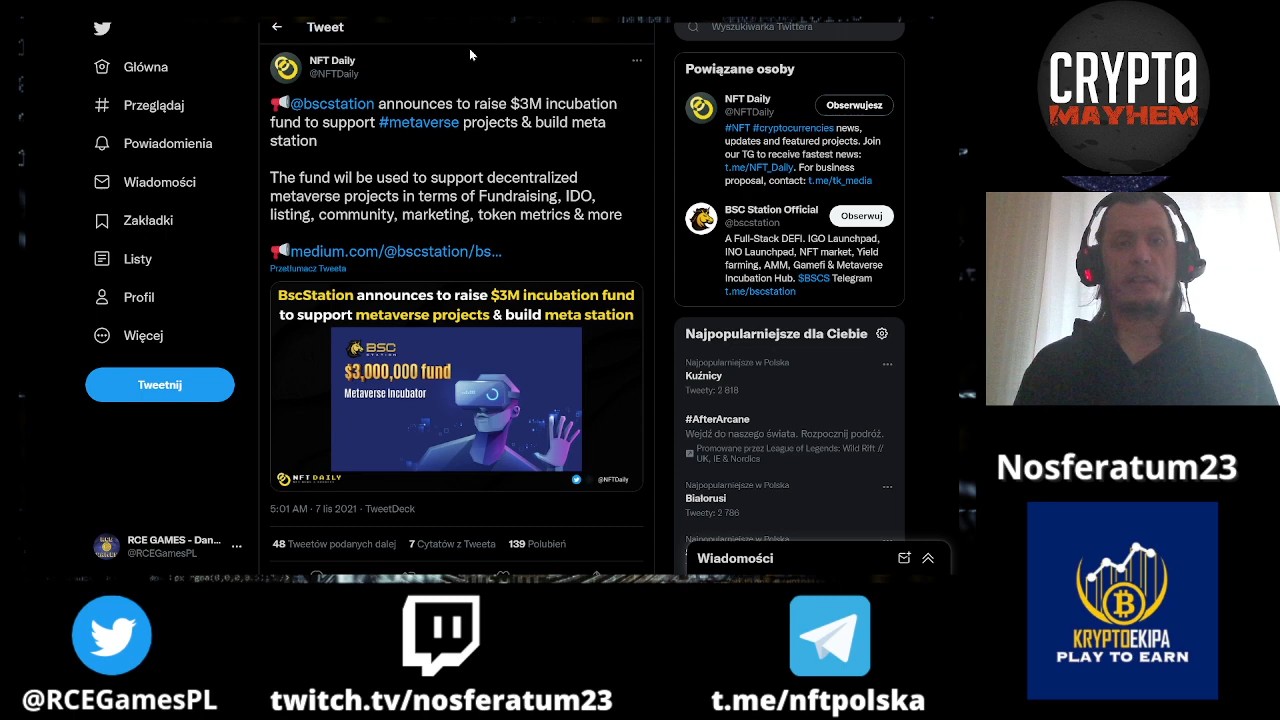 Tweet
Wyszukiwarka Twittera
Główna
Przeglądaj
Powiadomienia
Wiadomości
Zakładki
Listy
Profil
Więcej
Tweetnij
RCE GAMES - Dan...
@RCEGamesPL
NFT Daily
@NFTDaily
@bscstation announces to raise $3M incubation
fund to support #metaverse projects & build meta
station
The fund wil be used to support decentralized
metaverse projects in terms of Fundraising, IDO,
listing, community, marketing, token metrics & more
medium.com/@bscstation/bs...
Przetłumacz Tweeta
BscStation announces to raise $3M incubation fund
to support metaverse projects & build meta station
BSC
STATION
$3,000,000 fund
Metaverse Incubator
NFT DAILY
@NFTDaily
5:01 AM · 7 lis 2021 · TweetDeck
48 Tweetów podanych dalej 7 Cytatów z Tweeta 139 Polubień
Powiązane osoby
NFT Daily
@NFTDaily
Obserwujesz
#NFT #cryptocurrencies news,
updates and featured projects. Join
our TG to receive fastest news:
t.me/NFT_Daily. For business
proposal, contact: t.me/tk_media
BSC Station Official
@bscstation
Obserwuj
A Full-Stack DEFI. IGO Launchpad,
INO Launchpad, NFT market, Yield
farming, AMM, Gamefi & Metaverse
Incubation Hub. $BSCS Telegram
t.me/bscstation
Najpopularniejsze dla Ciebie
Najpopularniejsze w Polska
Kuźnicy
Tweety: 2 818
#AfterArcane
Wejdź do naszego świata. Rozpocznij podróż.
Promowane przez League of Legends: Wild Rift //
UK, IE & Nordics
Najpopularniejsze w Polska
Białorusi
Tweety: 2 786
Wiadomości
CRYPTO
MAYHEM
Nosferatum23
KRYPTOEKIPA
PLAY TO EARN
@RCEGamesPL
twitch.tv/nosferatum23
t.me/nftpolska